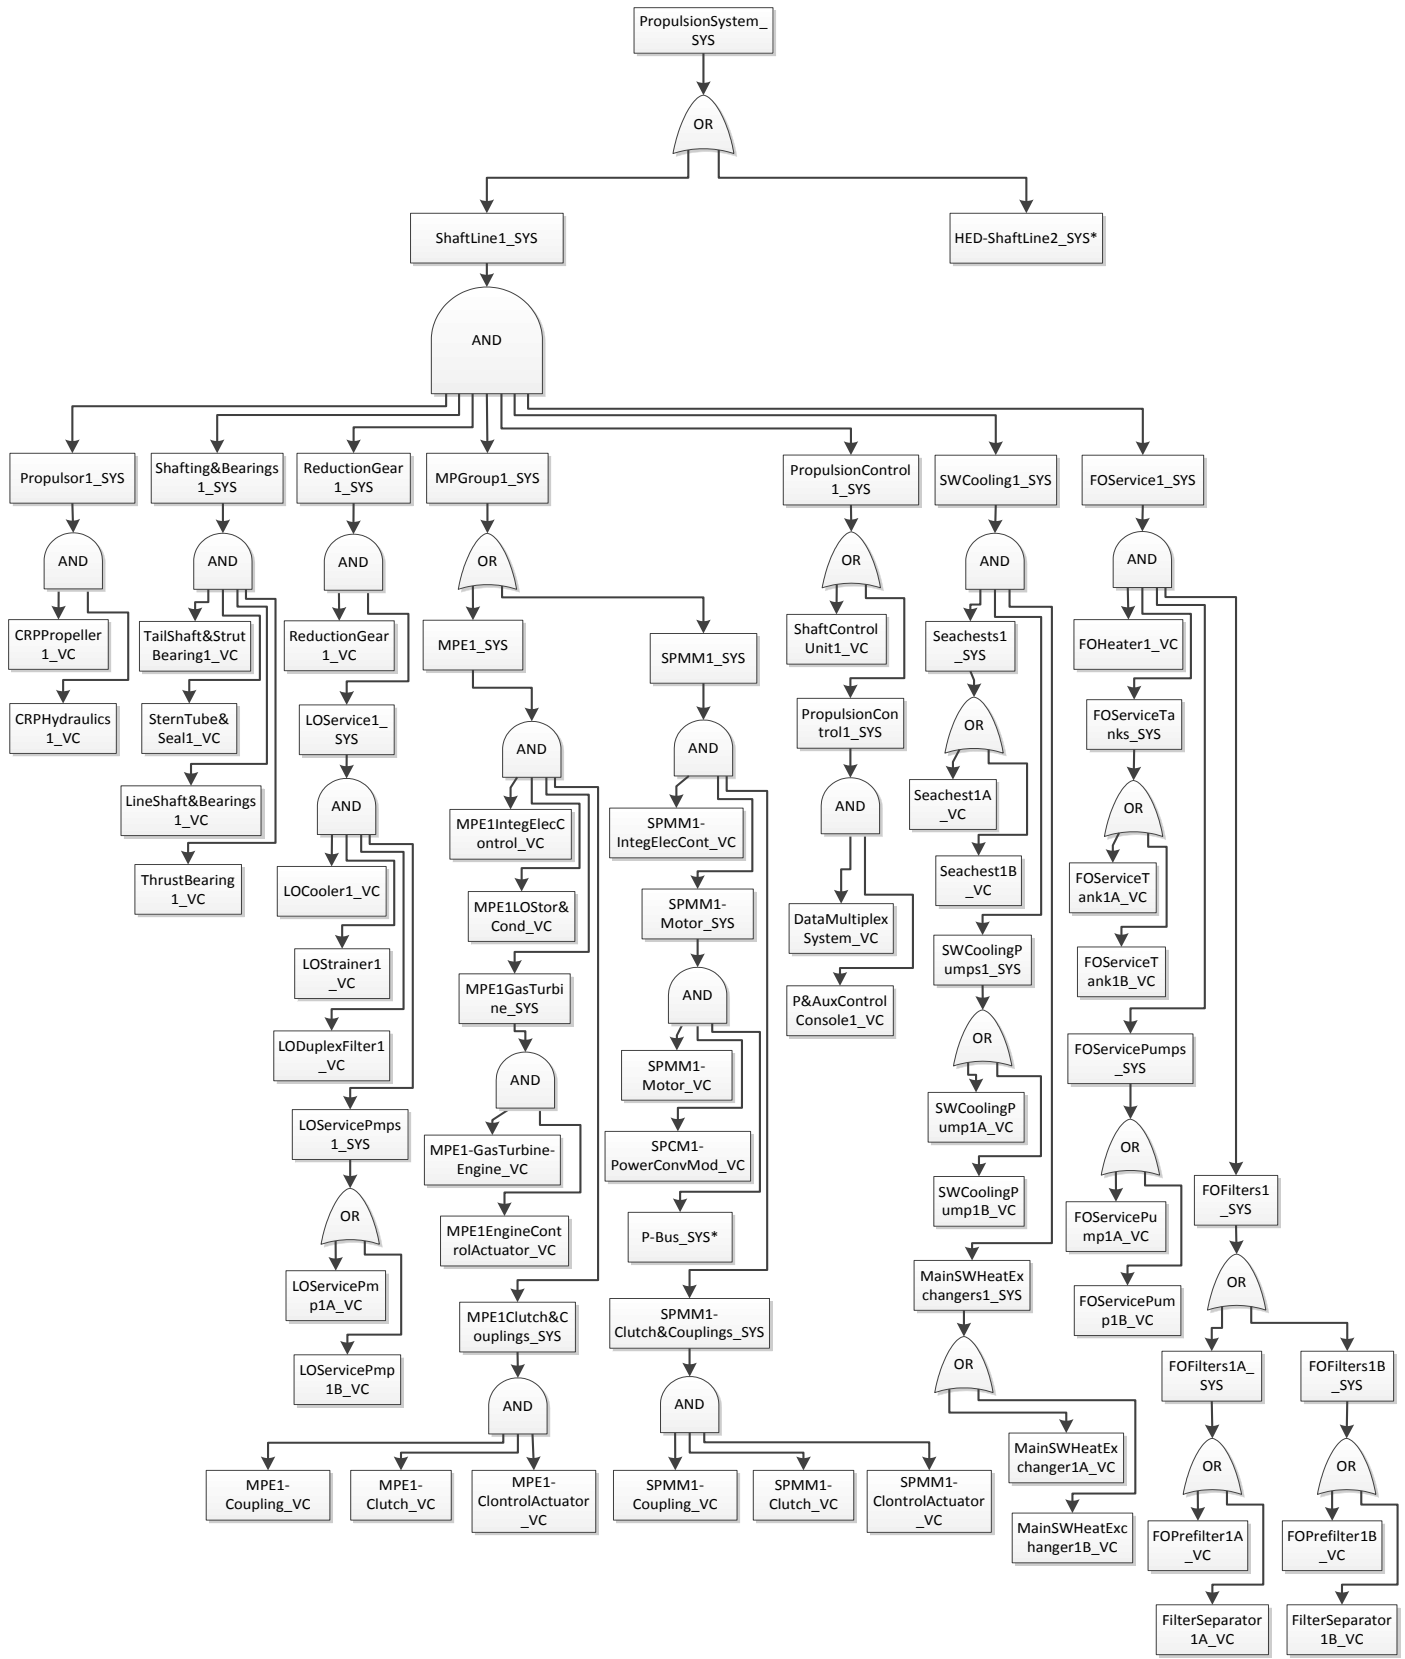 PropulsionSystem_
SYS
OR
ShaftLine1_SYS
HED-ShaftLine2_SYS*
AND
Propulsor1_SYS
Shafting&Bearings
1_SYS
ReductionGear
1_SYS
MPGroup1_SYS
PropulsionControl
1_SYS
SWCooling1_SYS
FOService1_SYS
AND
AND
AND
OR
OR
AND
AND
CRPPropeller
1_VC
CRPHydraulics
1_VC
TailShaft&Strut
Bearing1_VC
SternTube&
Seal1_VC
LineShaft&Bearings
1_VC
ThrustBearing
1_VC
ReductionGear
1_VC
LOService1_
SYS
AND
LOCooler1_VC
LOStrainer1
_VC
LODuplexFilter1
_VC
LOServicePmps
1_SYS
OR
LOServicePm
p1A_VC
LOServicePmp
1B_VC
MPE1_SYS
AND
MPE1IntegElecC
ontrol_VC
MPE1LOStor&
Cond_VC
MPE1GasTurbi
ne_SYS
AND
MPE1-GasTurbine-
Engine_VC
MPE1EngineCont
rolActuator_VC
MPE1Clutch&C
ouplings_SYS
AND
MPE1-
Coupling_VC
MPE1-
Clutch_VC
MPE1-
ClontrolActuator
_VC
SPMM1_SYS
AND
SPMM1-
IntegElecCont_VC
SPMM1-
Motor_SYS
AND
SPMM1-
Motor_VC
SPCM1-
PowerConvMod_VC
P-Bus_SYS*
SPMM1-
Clutch&Couplings_SYS
AND
SPMM1-
Coupling_VC
SPMM1-
Clutch_VC
SPMM1-
ClontrolActuator
_VC
ShaftControl
Unit1_VC
PropulsionCon
trol1_SYS
AND
DataMultiplex
System_VC
P&AuxControl
Console1_VC
Seachests1
_SYS
OR
Seachest1A
_VC
Seachest1B
_VC
SWCoolingP
umps1_SYS
OR
SWCoolingP
ump1A_VC
SWCoolingP
ump1B_VC
MainSWHeatEx
changers1_SYS
OR
MainSWHeatEx
changer1A_VC
MainSWHeatExc
hanger1B_VC
FOHeater1_VC
FOServiceTa
nks_SYS
OR
FOServiceT
ank1A_VC
FOServiceT
ank1B_VC
FOServicePumps
_SYS
OR
FOServicePu
mp1A_VC
FOServicePum
p1B_VC
FOFilters1
_SYS
OR
FOFilters1A_
SYS
OR
FOPrefilter1A
_VC
FilterSeparator
1A_VC
FOFilters1B
_SYS
OR
FOPrefilter1B
_VC
FilterSeparator
1B_VC